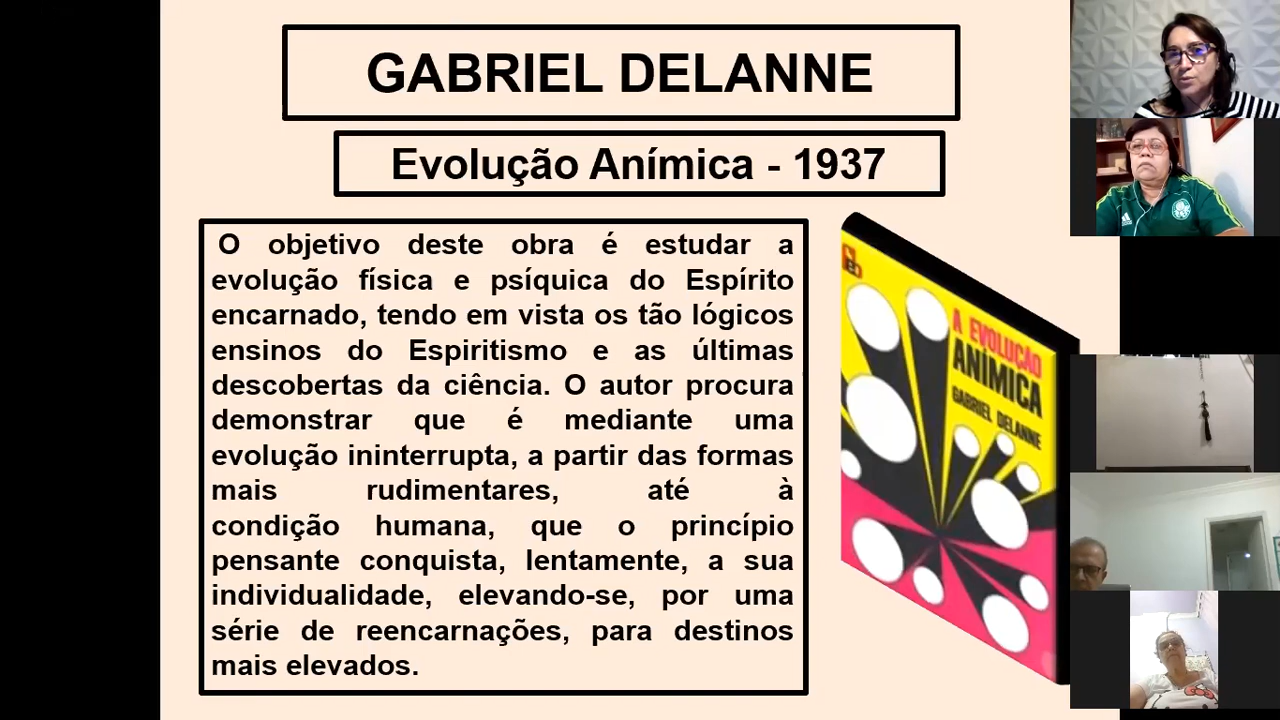 GABRIEL DELANNE
Evolução Anímica - 1937
O objetivo deste obra é estudar a
evolução física e psíquica do Espírito
encarnado, tendo em vista os tão lógicos
ensinos do Espiritismo e as últimas
descobertas da ciência. O autor procura
demonstrar que é mediante uma
evolução ininterrupta, a partir das formas
mais rudimentares, até à
condição humana, que o princípio
pensante conquista, lentamente, a sua
individualidade, elevando-se, por uma
série de reencarnações, para destinos
mais elevados.
A EVOLUÇÃO
ANÍMICA
GABRIEL DELANNE